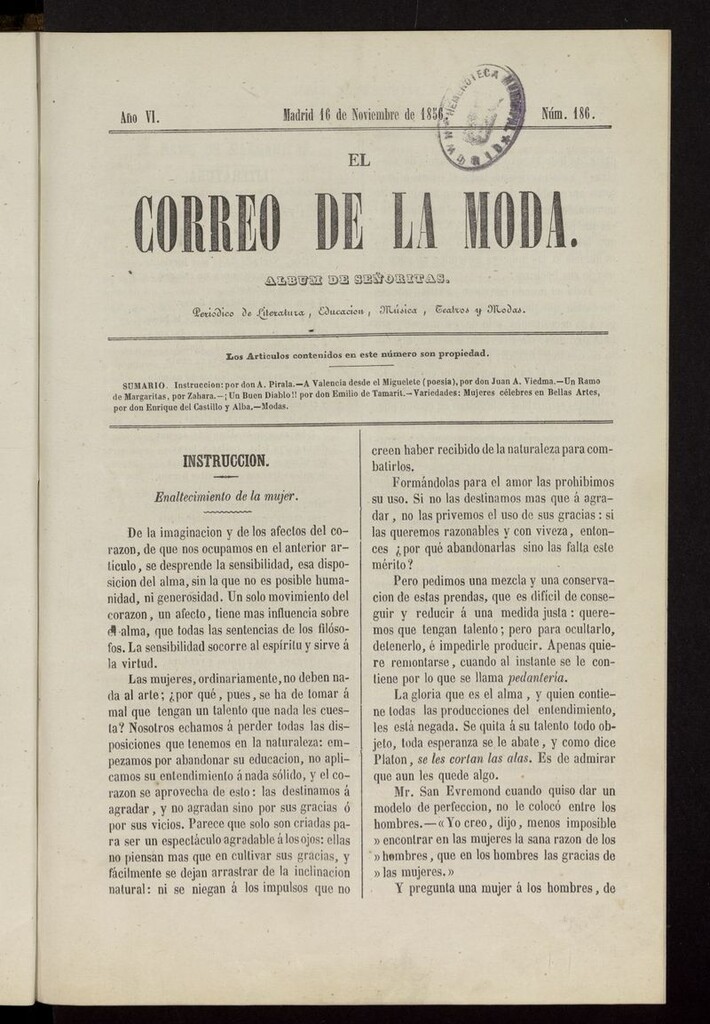 Año VI.
Madrid 16 de Noviembre de 1856.
Núm. 186.
HEMEROTECA MUNICIPAL
EL
CORREO DE LA MODA.
ALBUM DE SEÑORITAS.
Periódico de Literatura, Educacion, Música, Teatros y Modas.
Los Articulos contenidos en este número son propiedad.
SUMARIO. Instruccion: por don A. Pirala.—A Valencia desde el Miguelete (poesía), por don Juan A. Viedma.—Un Ramo
de Margaritas, por Zahara.—¡Un Buen Diablo!! por don Emilio de Tamarit.—Variedades: Mujeres célebres en Bellas Artes,
por don Enrique del Castillo y Alba.—Modas.
INSTRUCCION.
Enaltecimiento de la mujer.
De la imaginacion y de los afectos del co-
razon, de que nos ocupamos en el anterior ar-
tículo, se desprende la sensibilidad, esa dispo-
sicion del alma, sin la que no es posible huma-
nidad, ni generosidad. Un solo movimiento del
corazon, un afecto, tiene mas influencia sobre
el alma, que todas las sentencias de los filóso-
fos. La sensibilidad socorre al espíritu y sirve á
la virtud.
Las mujeres, ordinariamente, no deben na-
da al arte; ¿por qué, pues, se ha de tomar á
mal que tengan un talento que nada les cues-
ta? Nosotros echamos á perder todas las dis-
posiciones que tenemos en la naturaleza: em-
pezamos por abandonar su educacion, no apli-
camos su entendimiento á nada sólido, y el co-
razon se aprovecha de esto: las destinamos á
agradar, y no agradan sino por sus gracias ó
por sus vicios. Parece que solo son criadas pa-
ra ser un espectáculo agradable á los ojos: ellas
no piensan mas que en cultivar sus gracias, y
fácilmente se dejan arrastrar de la inclinacion
natural: ni se niegan á los impulsos que no
creen haber recibido de la naturaleza para com-
batirlos.
Formándolas para el amor las prohibimos
su uso. Si no las destinamos mas que á agra-
dar, no las privemos el uso de sus gracias: si
las queremos razonables y con viveza, enton-
ces ¿por qué abandonarlas sino las falta este
mérito?
Pero pedimos una mezcla y una conserva-
cion de estas prendas, que es difícil de conse-
guir y reducir á una medida justa: quere-
mos que tengan talento; pero para ocultarlo,
detenerlo, é impedirle producir. Apenas quie-
re remontarse, cuando al instante se le con-
tiene por lo que se llama pedantería.
La gloria que es el alma, y quien contie-
ne todas las producciones del entendimiento,
les está negada. Se quita á su talento todo ob-
jeto, toda esperanza se le abate, y como dice
Platon, se les cortan las alas. Es de admirar
que aun les quede algo.
Mr. San Evremond cuando quiso dar un
modelo de perfeccion, no le colocó entre los
hombres.—«Yo creo, dijo, menos imposible
»encontrar en las mujeres la sana razon de los
»hombres, que en los hombres las gracias de
»las mujeres.»
Y pregunta una mujer á los hombres, de